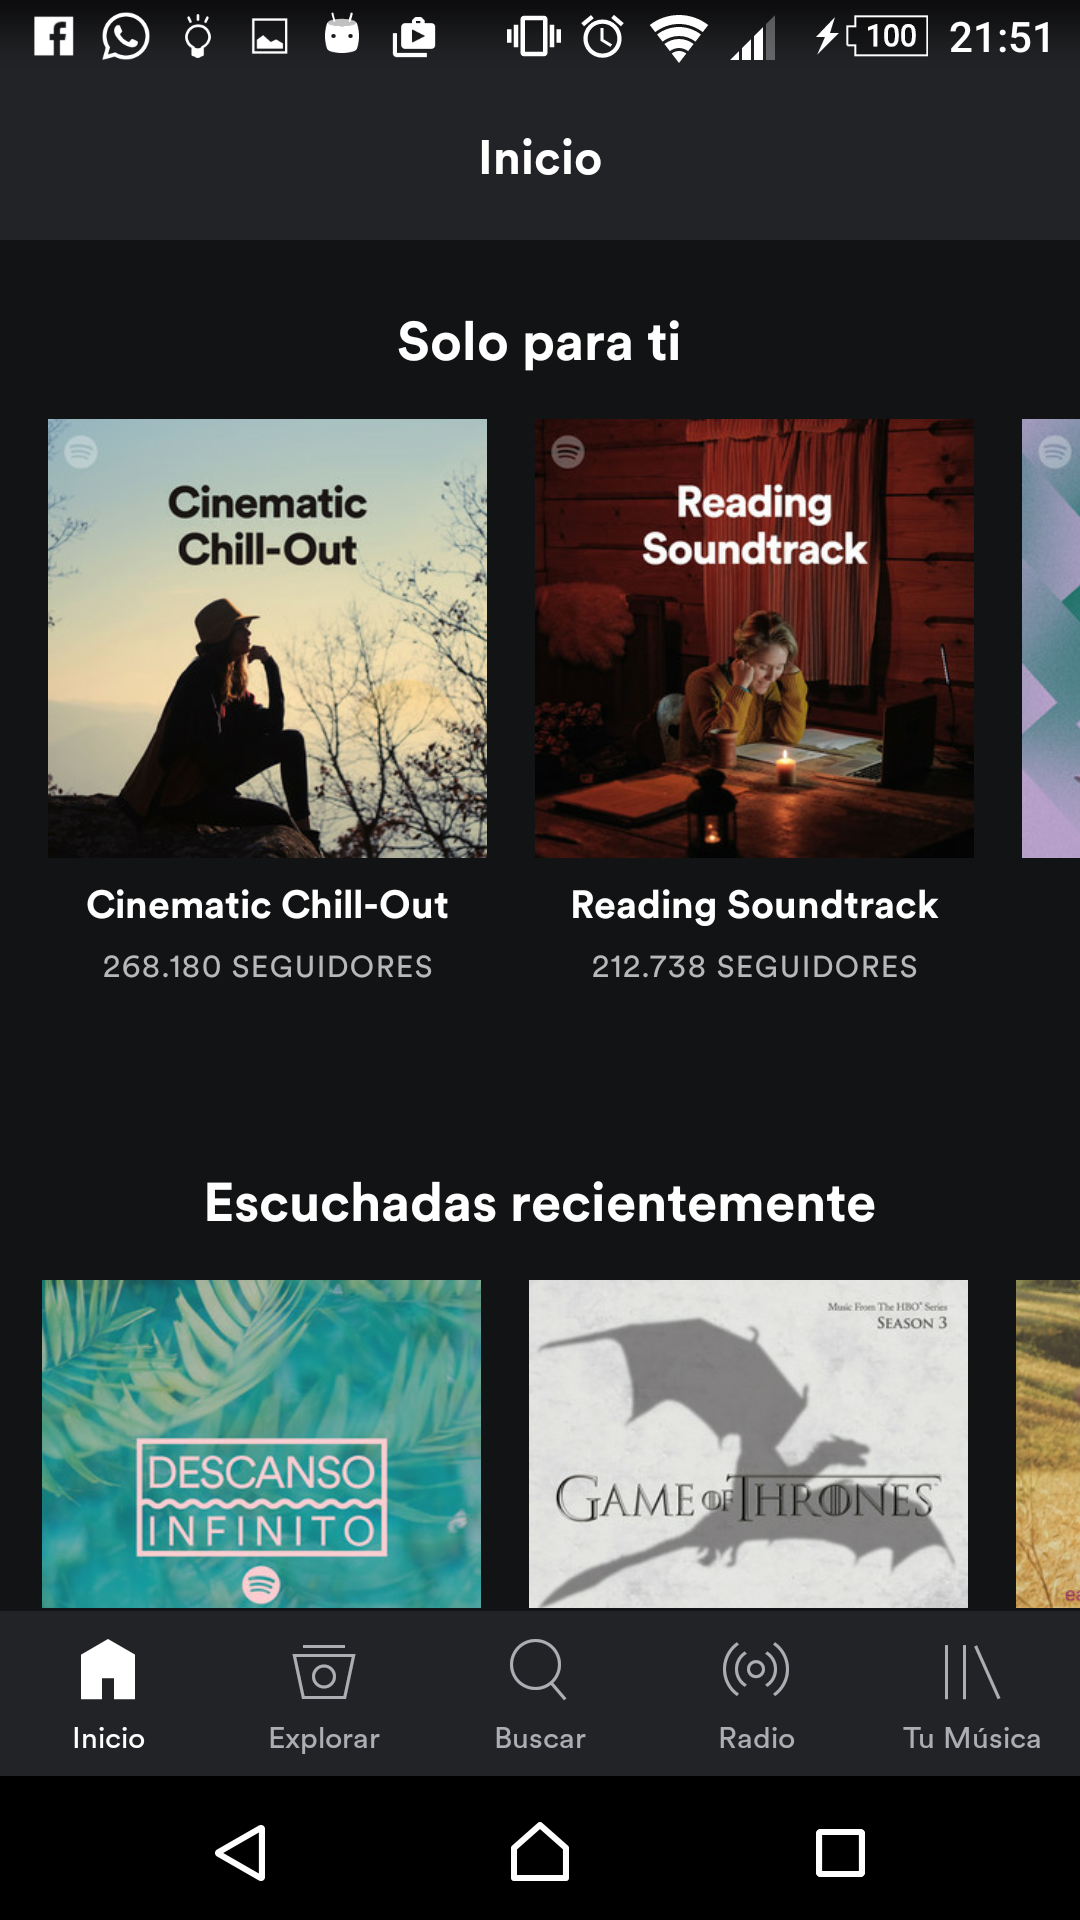 100 21:51
Inicio
Solo para ti
Cinematic
Chill-Out
Reading
Soundtrack
Cinematic Chill-Out
Reading Soundtrack
268.180 SEGUIDORES
212.738 SEGUIDORES
Escuchadas recientemente
DESCANSO
INFINITO
Music From The HBO® Series
SEASON 3
GAME OF THRONES
ea
Inicio
Explorar
Buscar
Radio
Tu Música